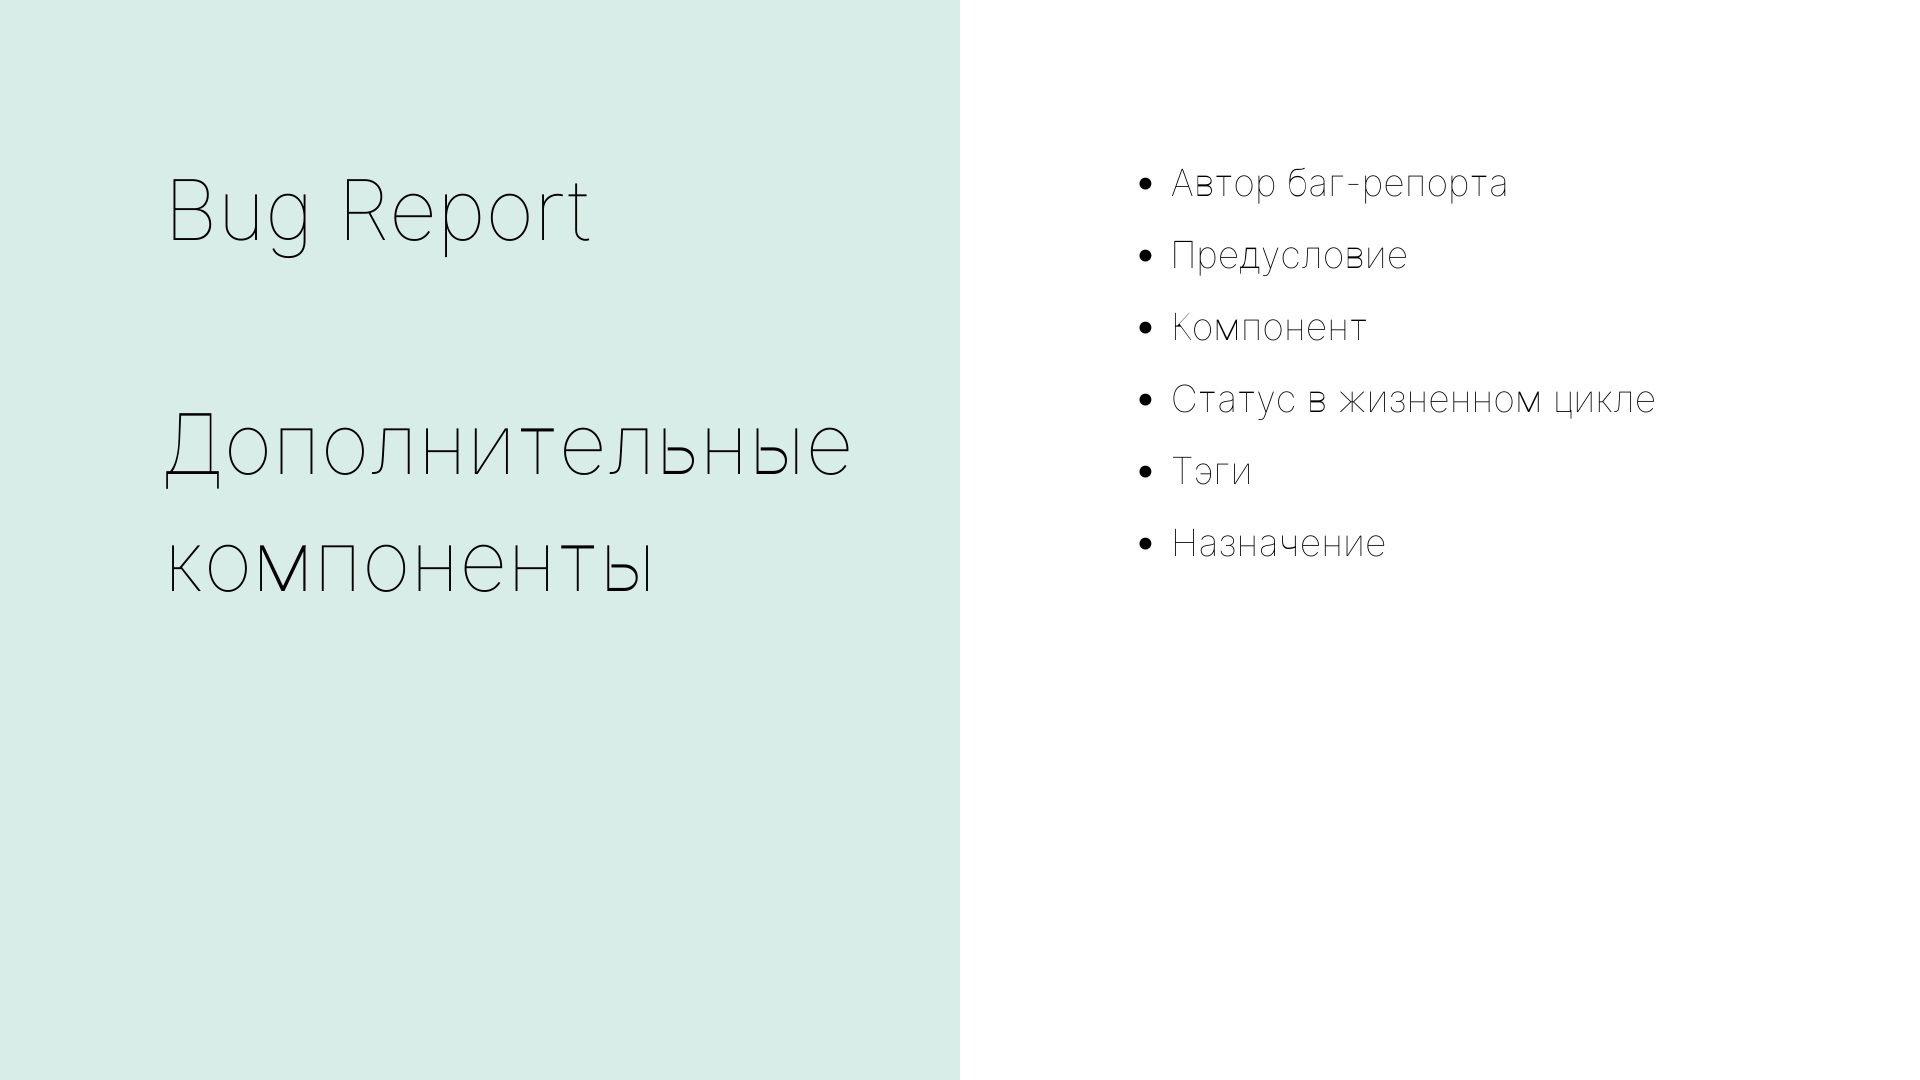 Bug Report
Дополнительные
компоненты
• Автор баг-репорта
• Предусловие
• Компонент
• Статус в жизненном цикле
• Тэги
• Назначение